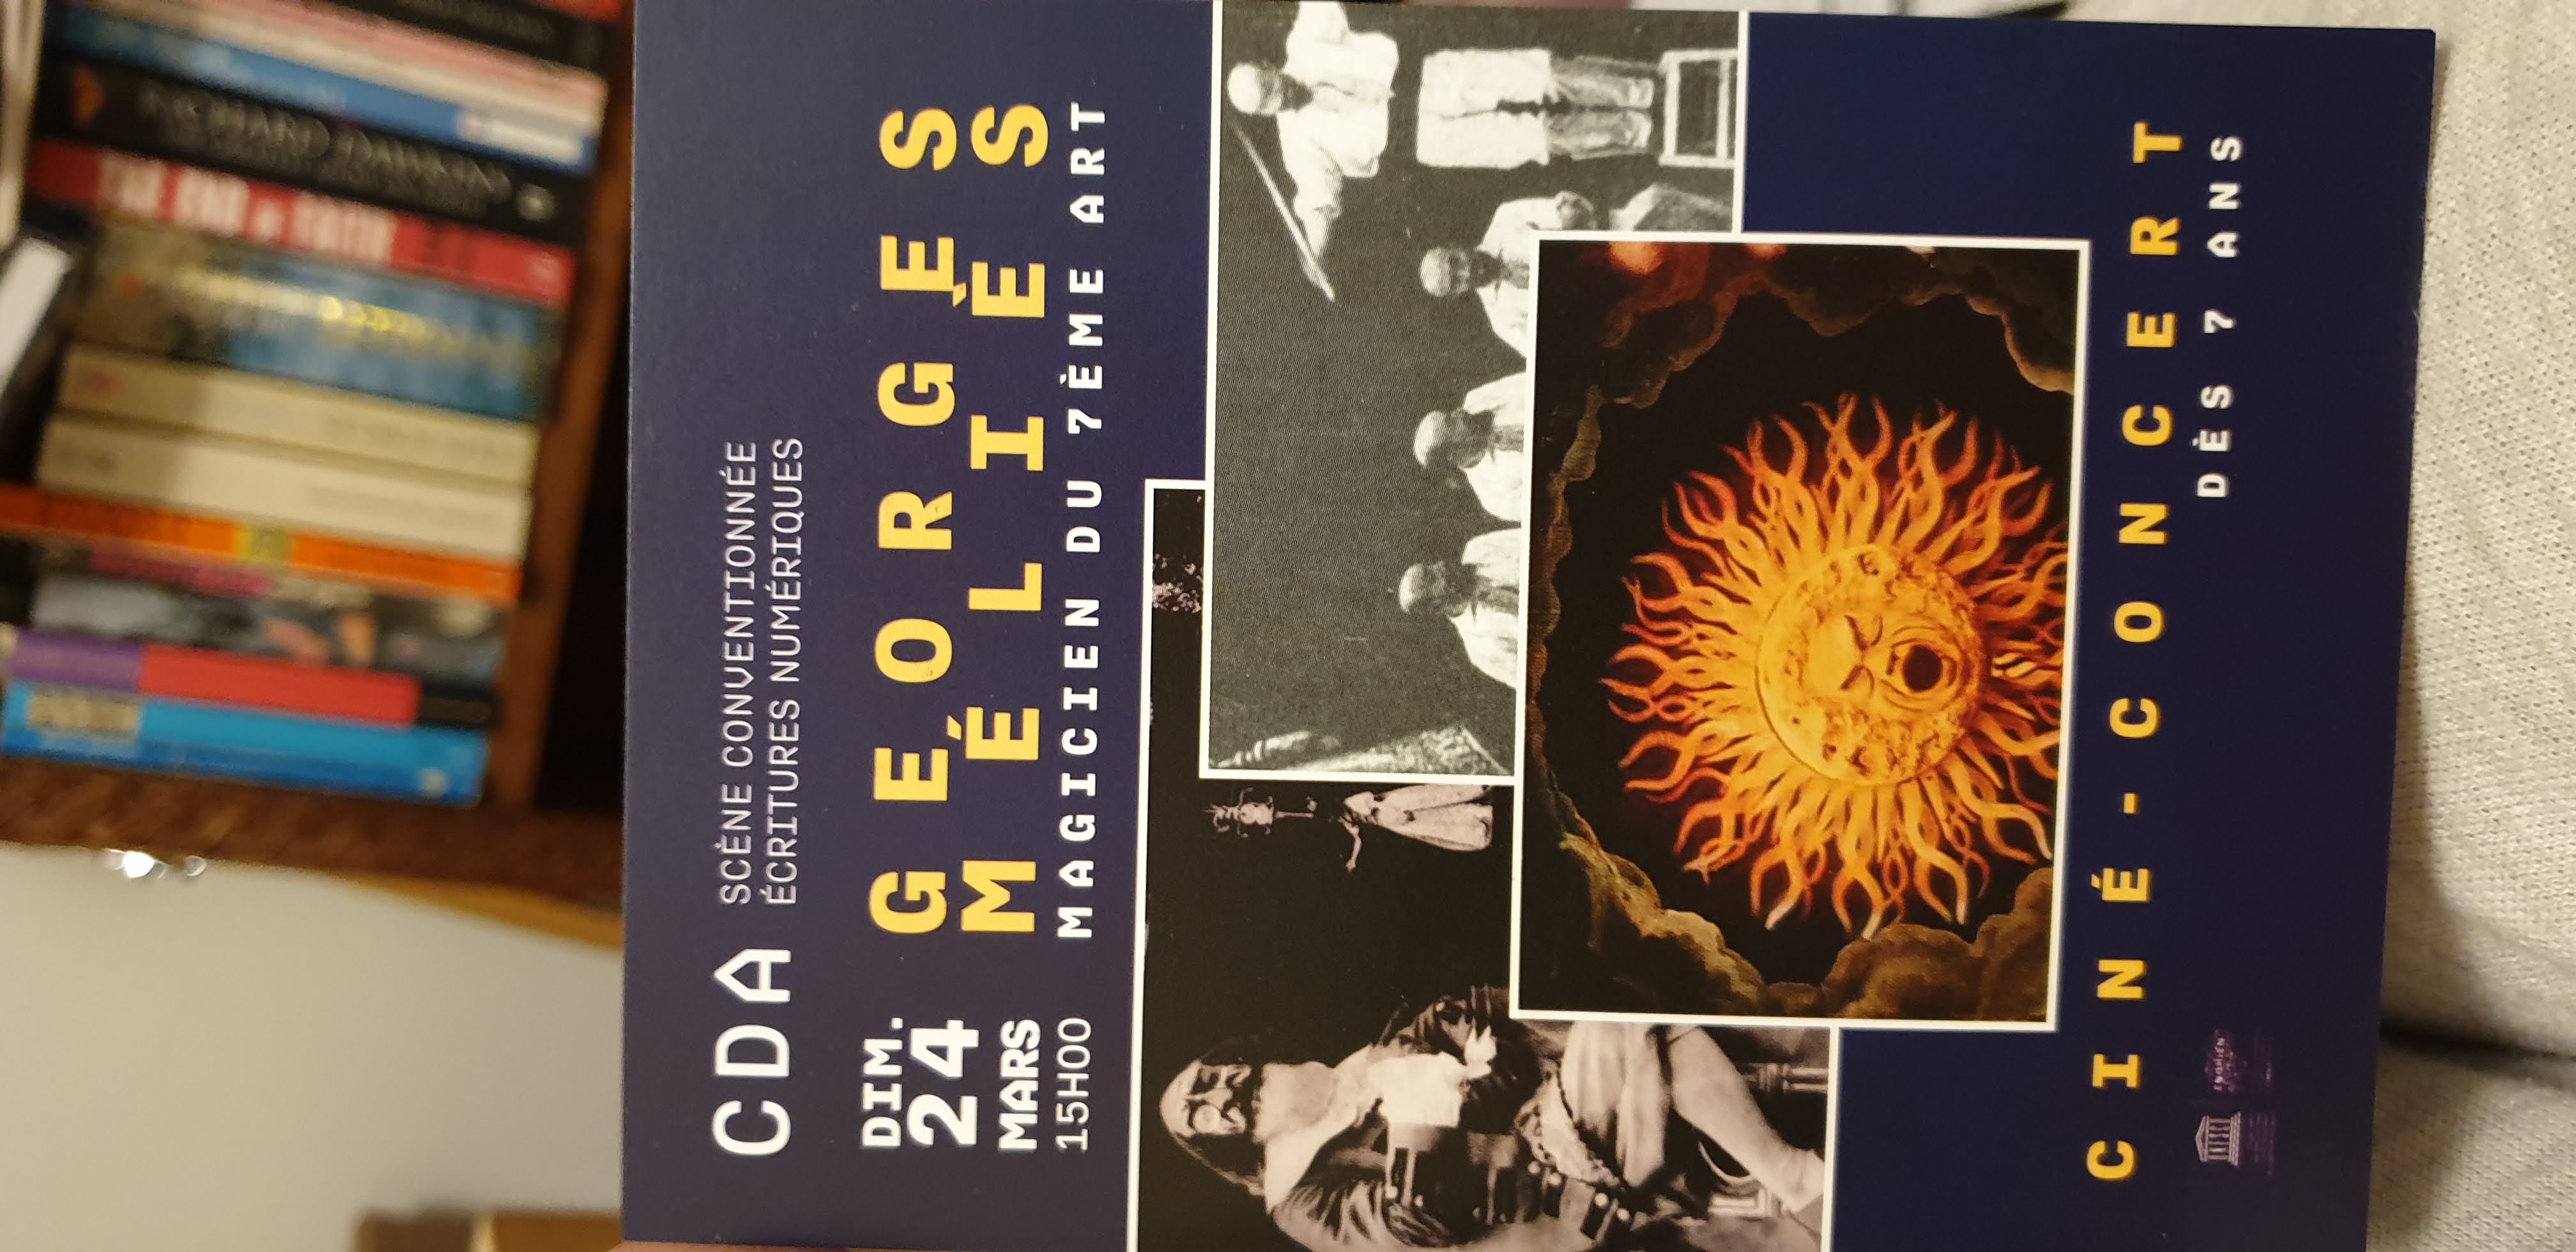 CDA
SCÈNE CONVENTIONNÉE
ÉCRITURES NUMÉRIQUES
DIM.
24
MARS
15H00
GEORGES
MÉLIÈS
MAGICIEN DU 7ÈME ART
CINÉ-CONCERT
DÈS 7 ANS
ENGHIEN